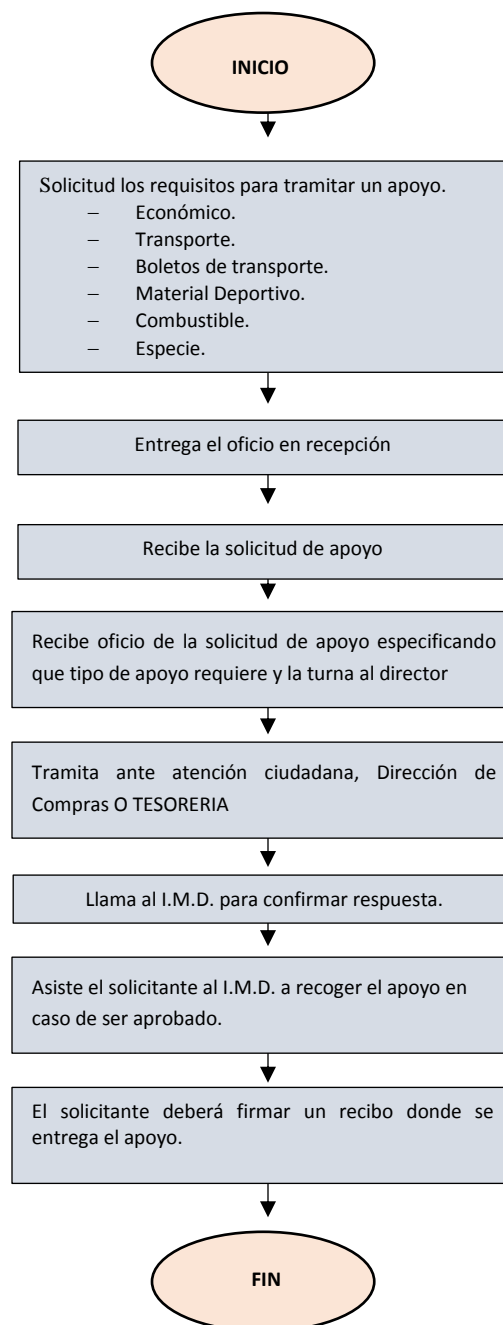 INICIO
Solicitud los requisitos para tramitar un apoyo.
– Económico.
– Transporte.
– Boletos de transporte.
– Material Deportivo.
– Combustible.
– Especie.
Entrega el oficio en recepción
Recibe la solicitud de apoyo
Recibe oficio de la solicitud de apoyo especificando
que tipo de apoyo requiere y la turna al director
Tramita ante atención ciudadana, Dirección de
Compras O TESORERIA
Llama al I.M.D. para confirmar respuesta.
Asiste el solicitante al I.M.D. a recoger el apoyo en
caso de ser aprobado.
El solicitante deberá firmar un recibo donde se
entrega el apoyo.
FIN